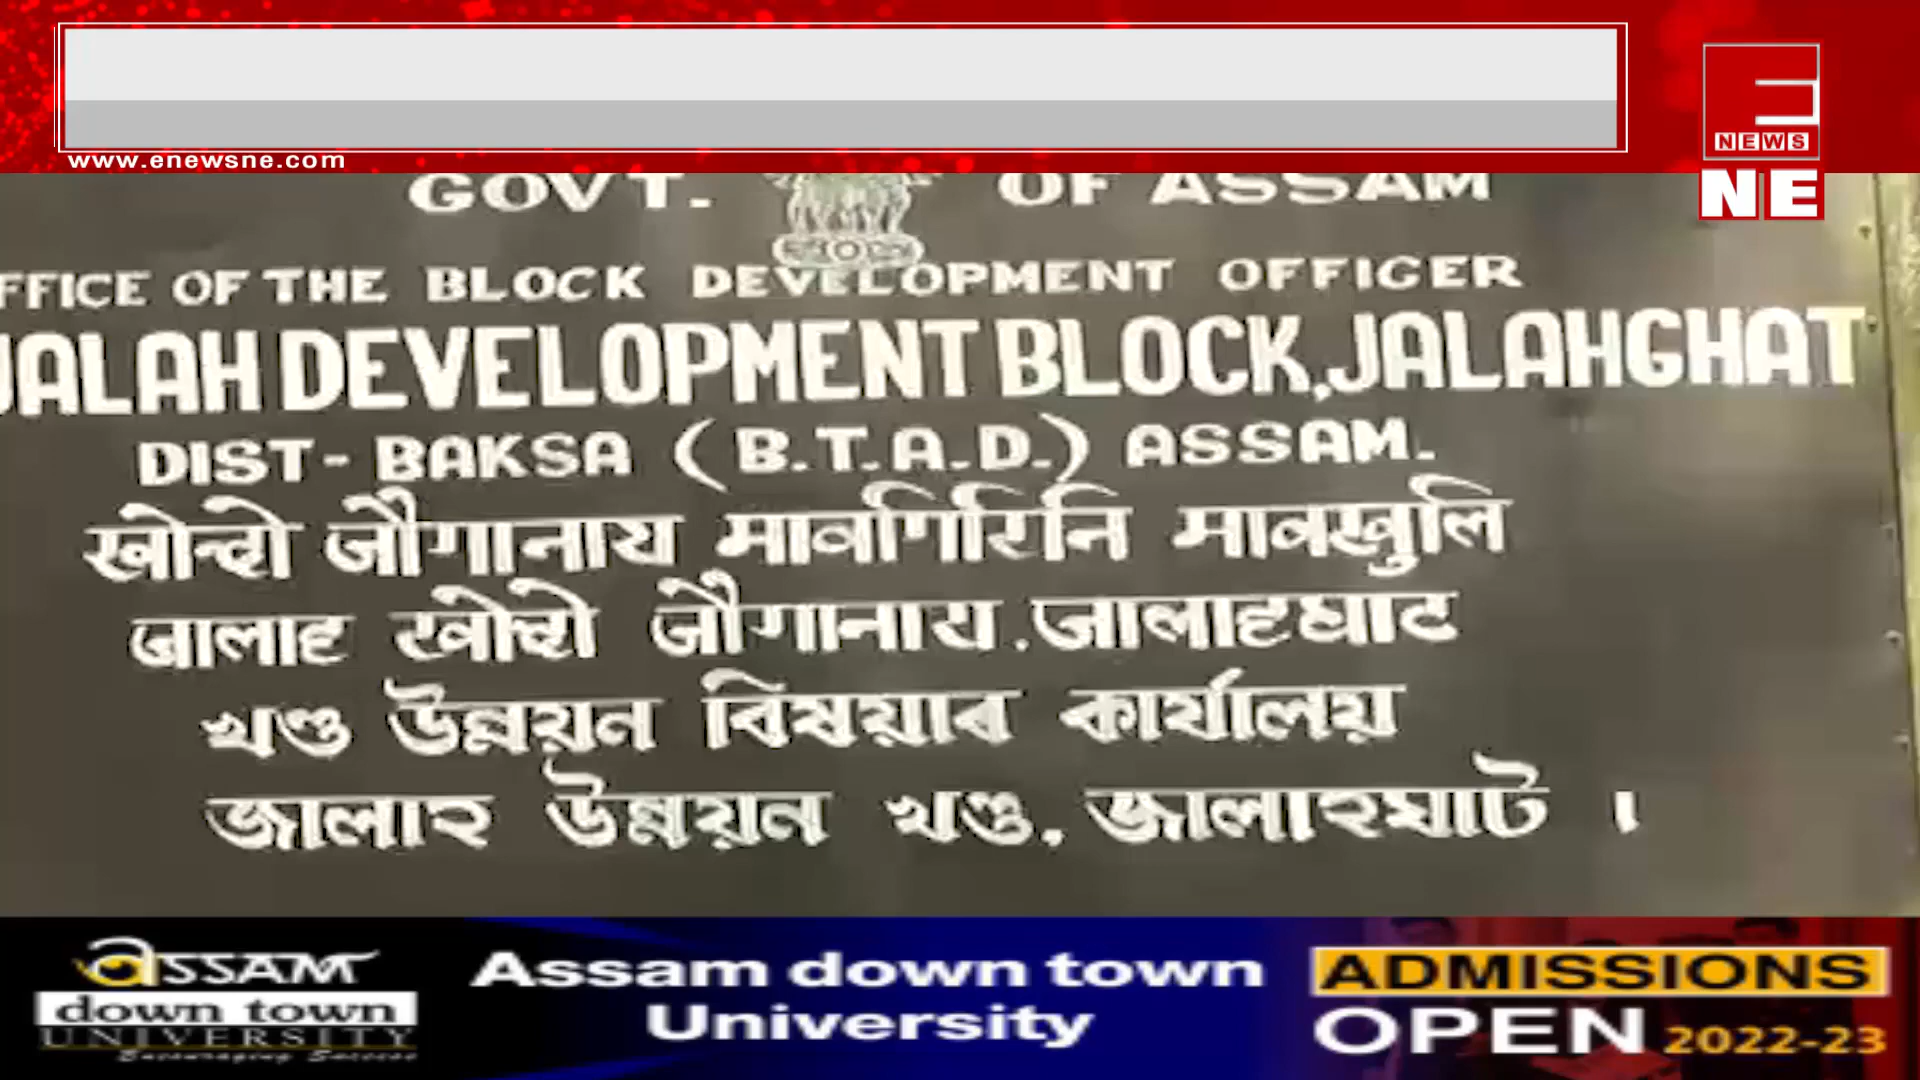 www.enewsne.com
E
NEWS
NE
GOVT. OF ASSAM
FFICE OF THE BLOCK DEVELOPMENT OFFICER
JALAH DEVELOPMENT BLOCK, JALAHGHAT
DIST- BAKSA (B.T.A.D.) ASSAM.
खोन्दो जौगानाय मावगिरिनि मावखुलि
जालाह खोन्दो जौगानाय.जालाहघाट
খণ্ড উন্নয়ন বিষয়াৰ কাৰ্যালয়
জালাহ উন্নয়ন খণ্ড, জালাহঘাট ।
ASSAM
down town
UNIVERSITY
Encouraging Success
Assam down town
University
ADMISSIONS
OPEN 2022-23